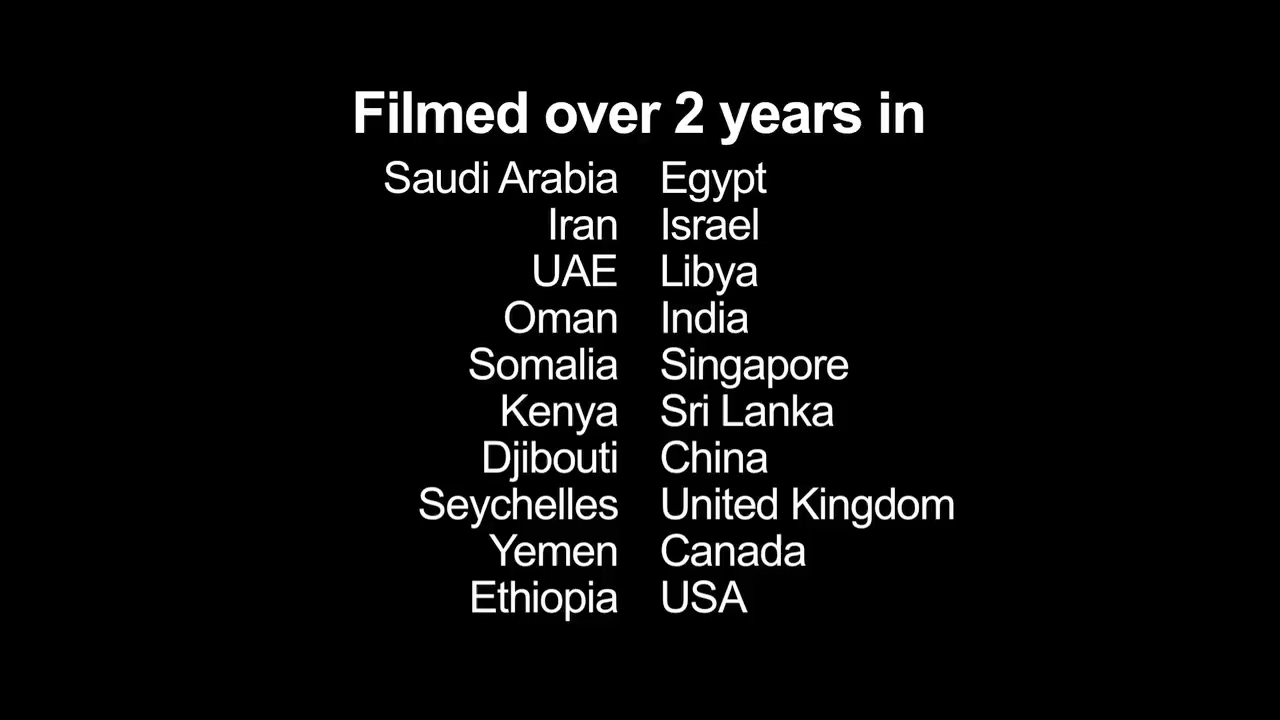 Filmed over 2 years in
Saudi Arabia Egypt
Iran Israel
UAE Libya
Oman India
Somalia Singapore
Kenya Sri Lanka
Djibouti China
Seychelles United Kingdom
Yemen Canada
Ethiopia USA